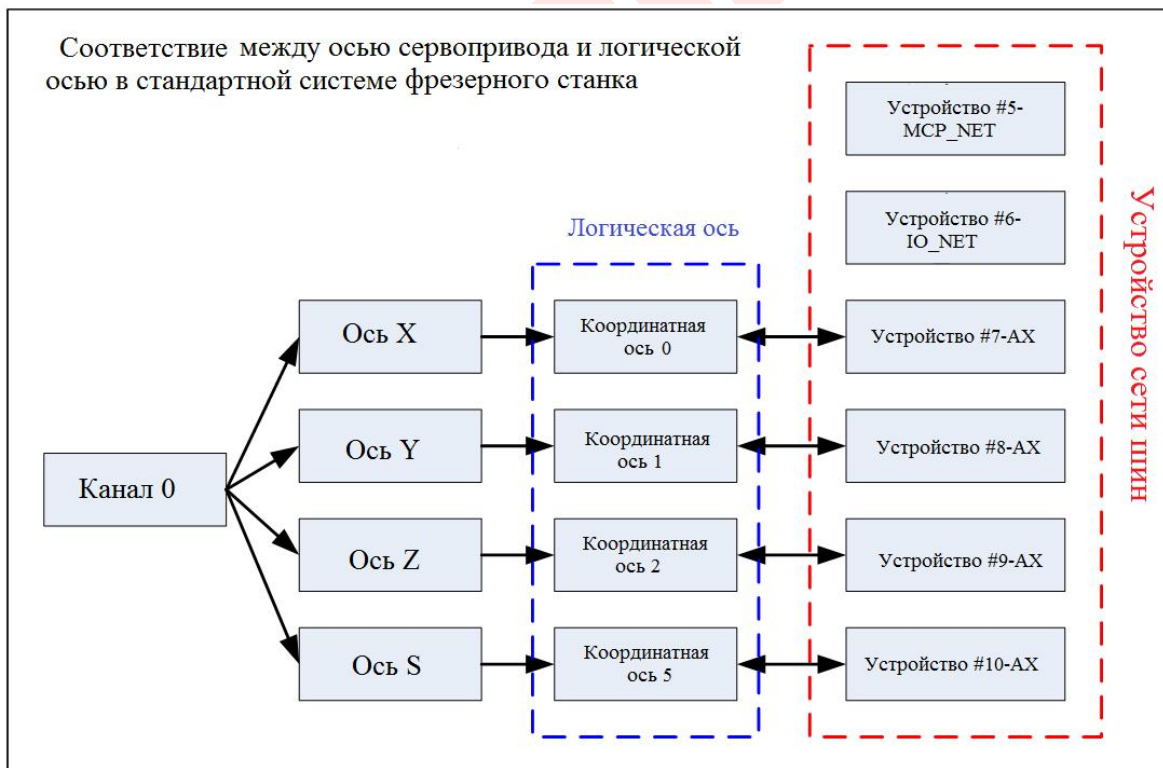 Соответствие между осью сервопривода и логической
осью в стандартной системе фрезерного станка
Устройство #5-
MCP_NET
Устройство #6-
IO_NET
Логическая ось
Устройство сети шин
Ось X
Координатная
ось 0
Устройство #7-AX
Ось Y
Координатная
ось 1
Устройство #8-AX
Канал 0
Ось Z
Координатная
ось 2
Устройство #9-AX
Ось S
Координатная
ось 5
Устройство #10-AX